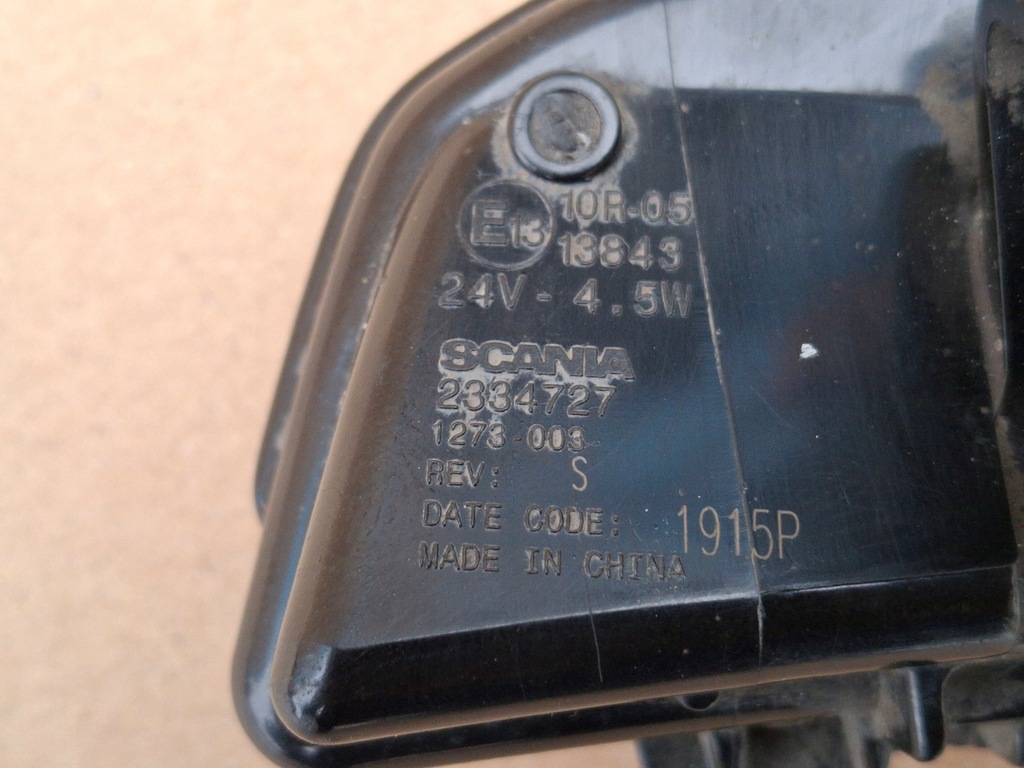 E13 10R-05
13843
24V - 4.5W
SCANIA
2334727
1273-003
REV: S
DATE CODE: 1915P
MADE IN CHINA